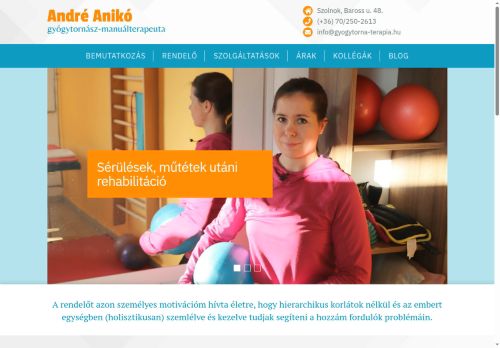 André Anikó
gyógytornász-manuálterapeuta
Szolnok, Baross u. 48.
(+36) 70/250-2613
info@gyogytorna-terapia.hu
BEMUTATKOZÁS RENDELŐ SZOLGÁLTATÁSOK ÁRAK KOLLÉGÁK BLOG
Sérülések, műtétek utáni
rehabilitáció
A rendelőt azon személyes motivációm hívta életre, hogy hierarchikus korlátok nélkül és az embert
egységben (holisztikusan) szemlélve és kezelve tudjak segíteni a hozzám fordulók problémáin.